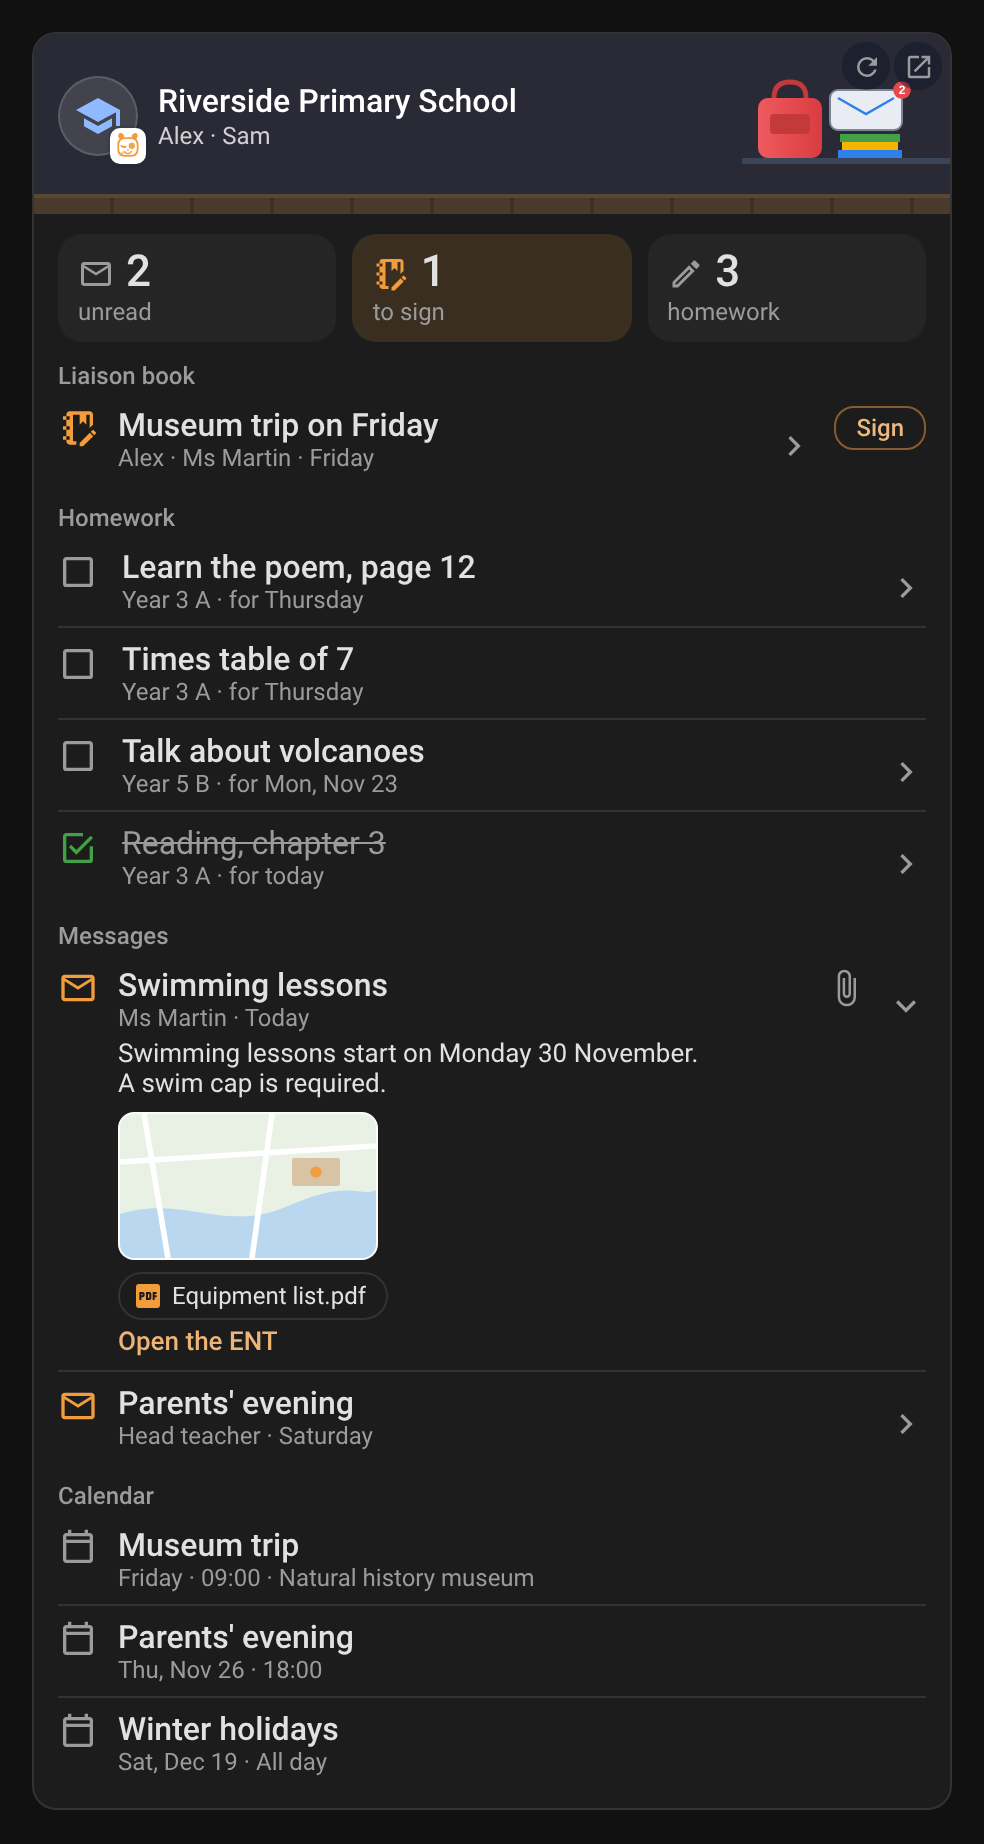 Riverside Primary School
Alex · Sam
2
2
unread
1
to sign
3
homework
Liaison book
Museum trip on Friday
Alex · Ms Martin · Friday
Sign
Homework
Learn the poem, page 12
Year 3 A · for Thursday
Times table of 7
Year 3 A · for Thursday
Talk about volcanoes
Year 5 B · for Mon, Nov 23
Reading, chapter 3
Year 3 A · for today
Messages
Swimming lessons
Ms Martin · Today
Swimming lessons start on Monday 30 November.
A swim cap is required.
PDF Equipment list.pdf
Open the ENT
Parents' evening
Head teacher · Saturday
Calendar
Museum trip
Friday · 09:00 · Natural history museum
Parents' evening
Thu, Nov 26 · 18:00
Winter holidays
Sat, Dec 19 · All day